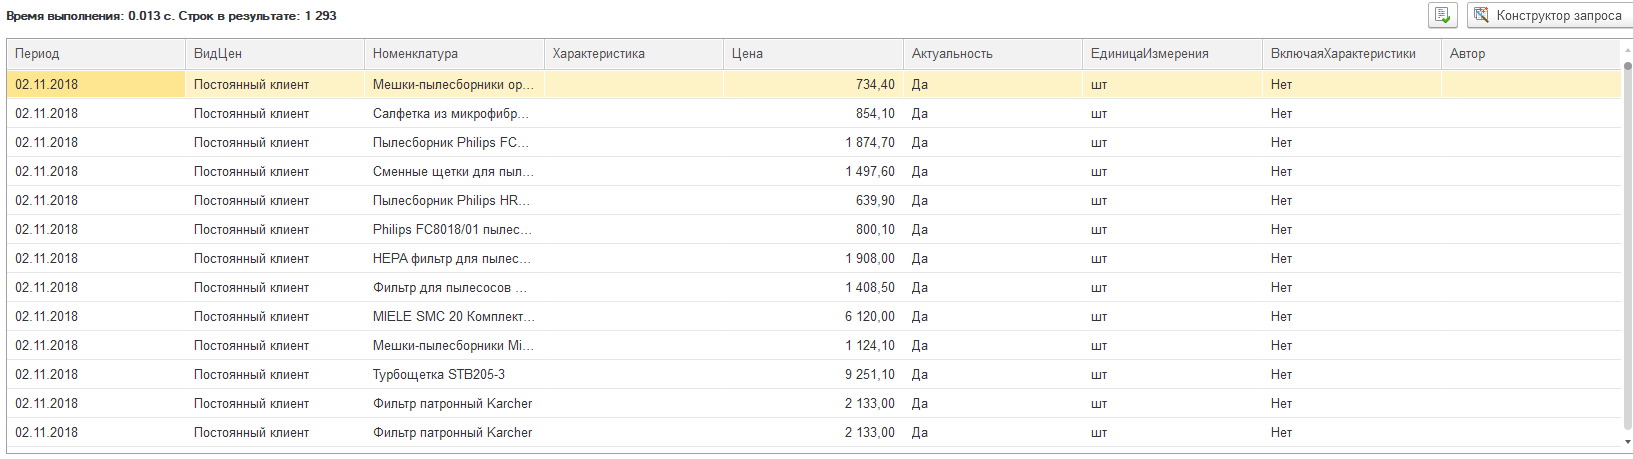 Время выполнения: 0.013 с. Строк в результате: 1 293
Конструктор запроса
Период ВидЦен Номенклатура Характеристика Цена Актуальность ЕдиницаИзмерения ВключаяХарактеристики Автор
02.11.2018 Постоянный клиент Мешки-пылесборники ор... 734,40 Да шт Нет
02.11.2018 Постоянный клиент Салфетка из микрофибр... 854,10 Да шт Нет
02.11.2018 Постоянный клиент Пылесборник Philips FC... 1 874,70 Да шт Нет
02.11.2018 Постоянный клиент Сменные щетки для пыл... 1 497,60 Да шт Нет
02.11.2018 Постоянный клиент Пылесборник Philips HR... 639,90 Да шт Нет
02.11.2018 Постоянный клиент Philips FC8018/01 пылес... 800,10 Да шт Нет
02.11.2018 Постоянный клиент HEPA фильтр для пылес... 1 908,00 Да шт Нет
02.11.2018 Постоянный клиент Фильтр для пылесосов ... 1 408,50 Да шт Нет
02.11.2018 Постоянный клиент MIELE SMC 20 Комплект... 6 120,00 Да шт Нет
02.11.2018 Постоянный клиент Мешки-пылесборники Mi... 1 124,10 Да шт Нет
02.11.2018 Постоянный клиент Турбощетка STB205-3 9 251,10 Да шт Нет
02.11.2018 Постоянный клиент Фильтр патронный Karcher 2 133,00 Да шт Нет
02.11.2018 Постоянный клиент Фильтр патронный Karcher 2 133,00 Да шт Нет